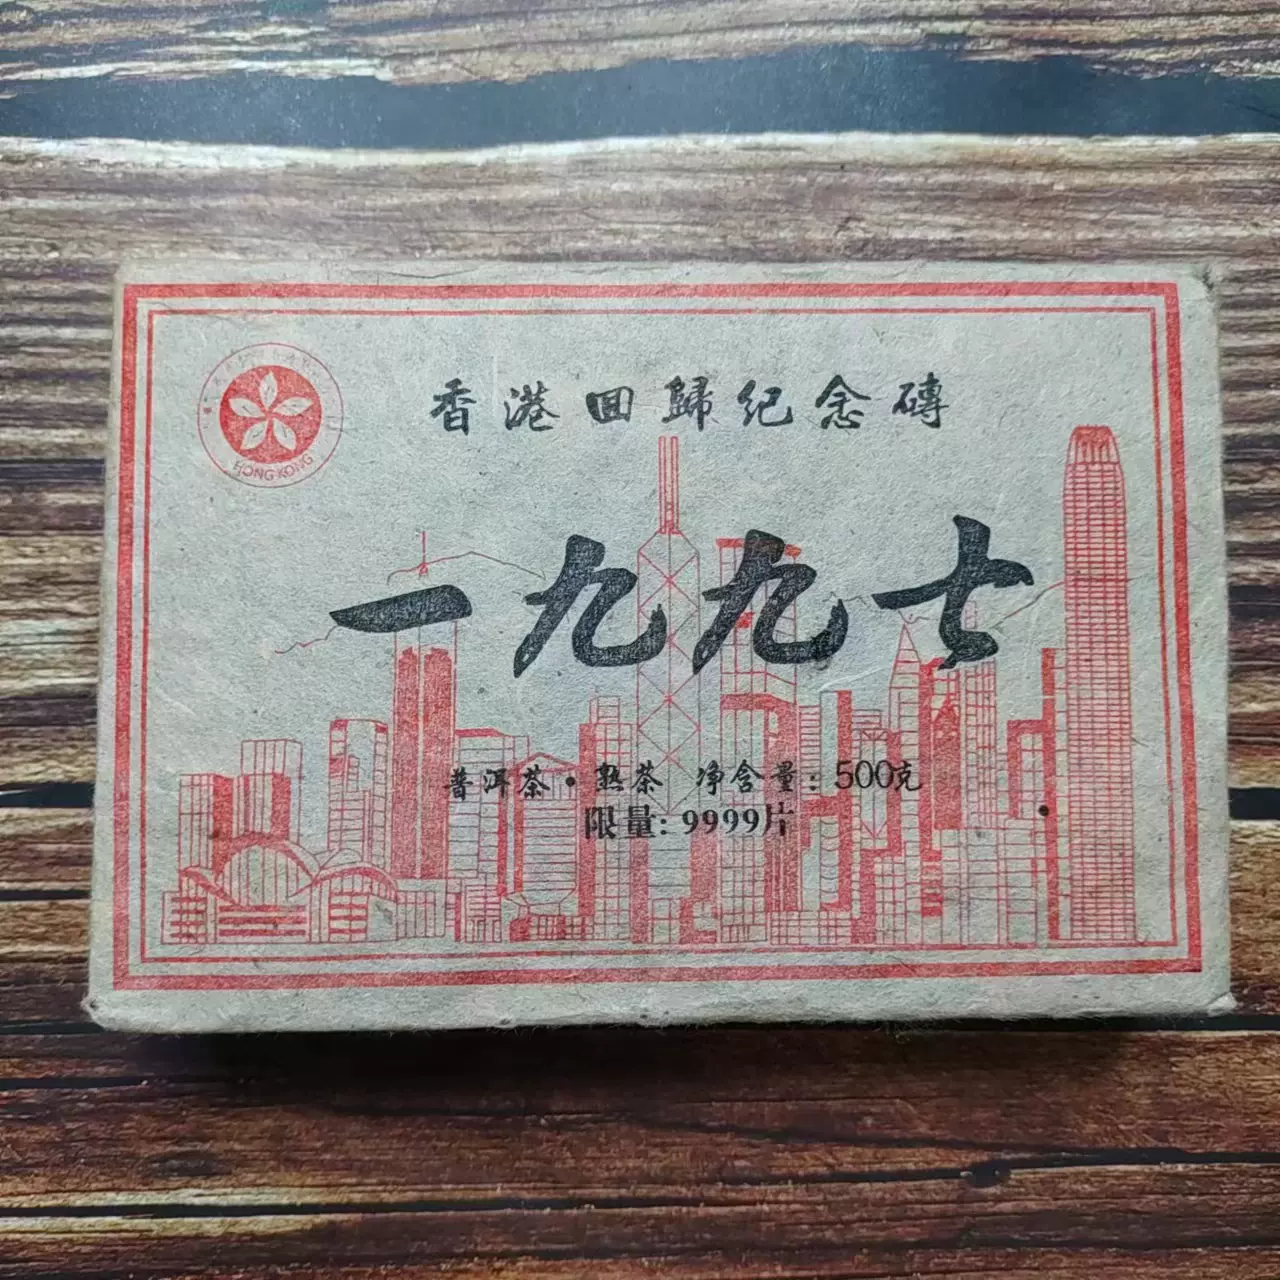 香港回歸紀念磚
HONG KONG
一九九七
普洱茶·熟茶 净含量：500克
限量：9999片